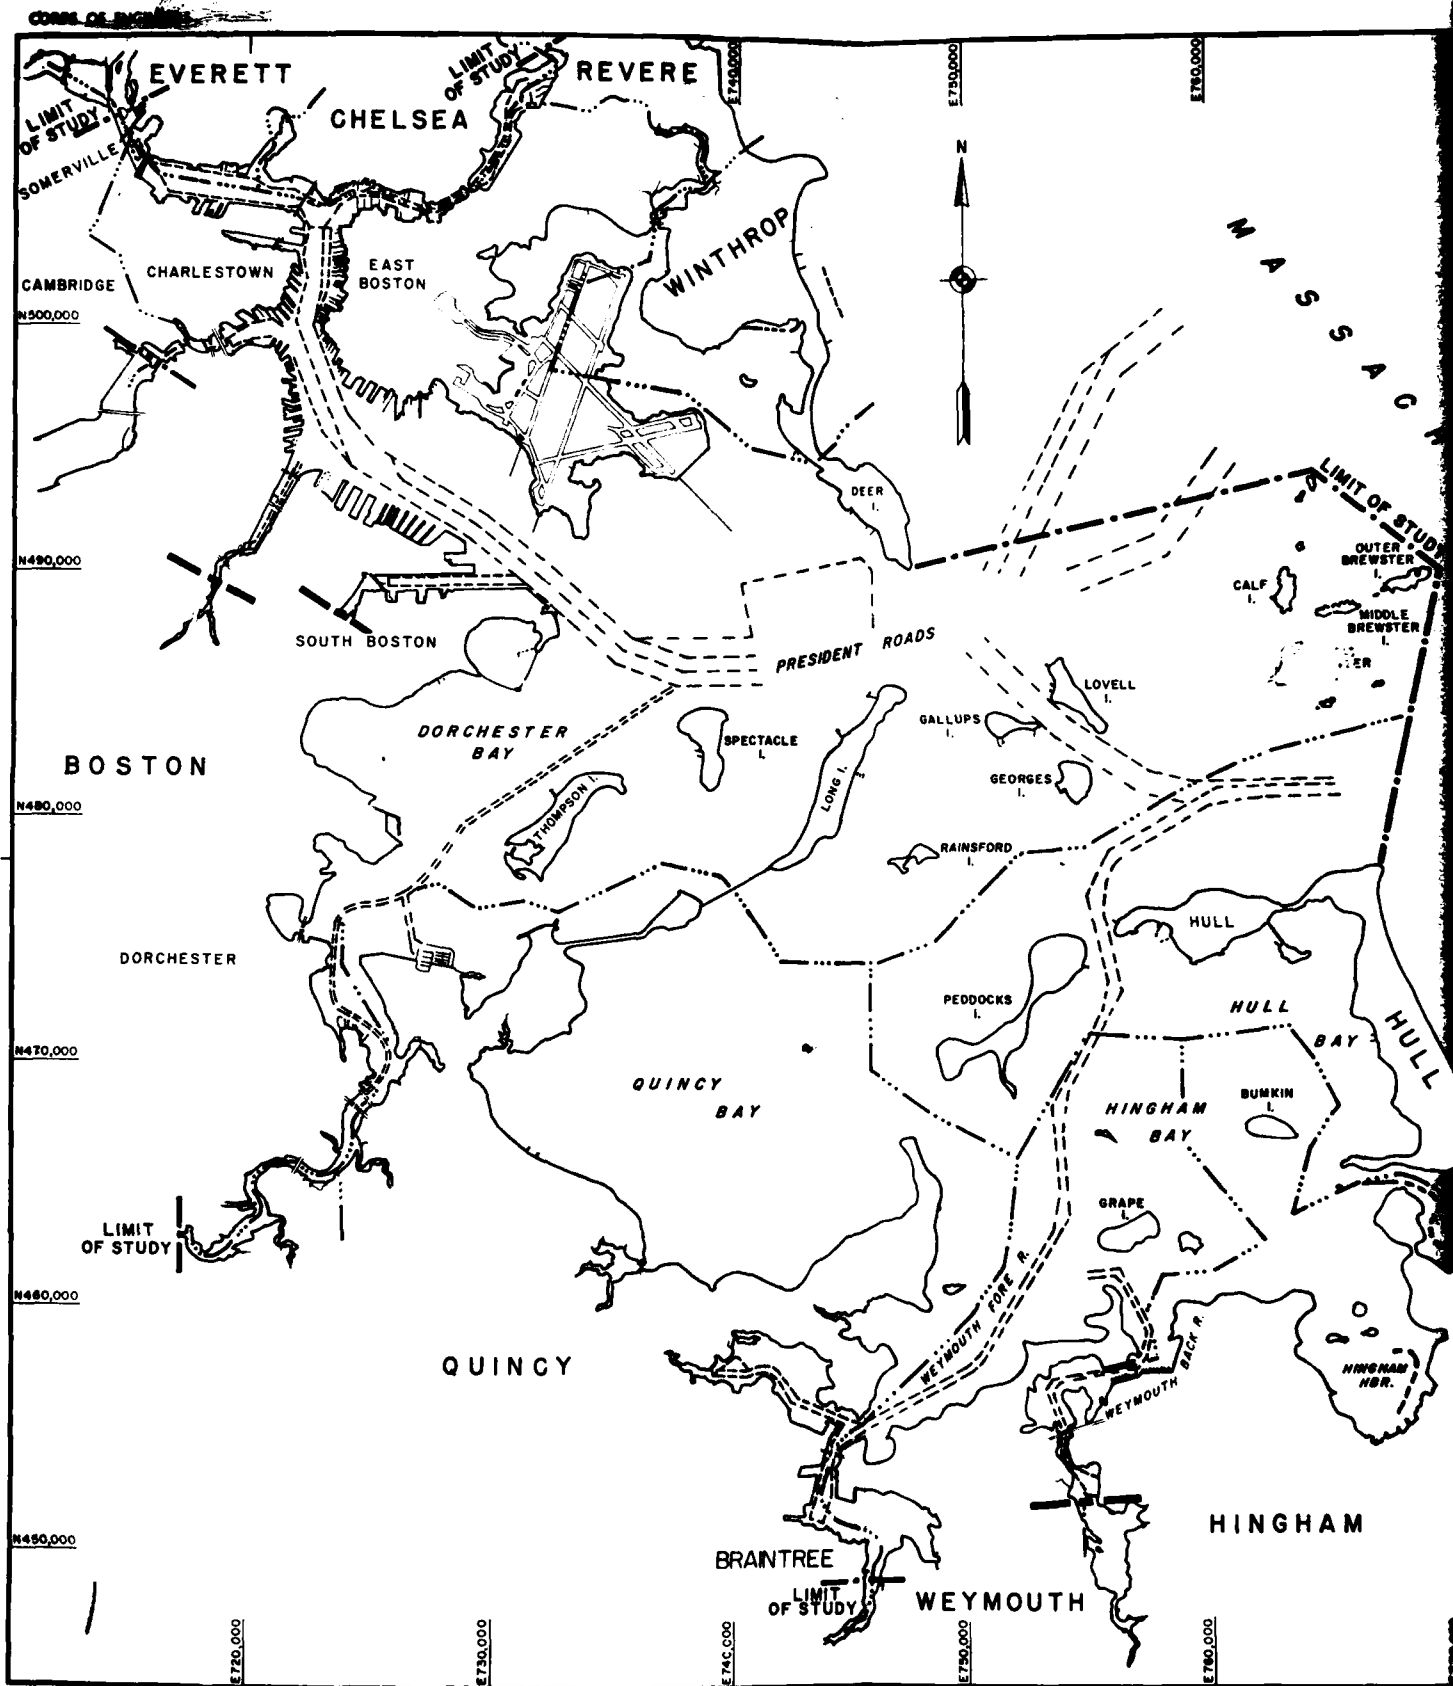 CORPS OF ENGINEERS
EVERETT
LIMIT
OF STUDY
REVERE
E740,000
E750,000
E760,000
LIMIT
OF STUDY
CHELSEA
SOMERVILLE
N
WINTHROP
MASSAC
CAMBRIDGE
CHARLESTOWN
EAST
BOSTON
N500,000
DEER
I.
LIMIT OF STUDY
N490,000
OUTER
BREWSTER
I.
CALF
I.
MIDDLE
BREWSTER
I.
SOUTH BOSTON
PRESIDENT ROADS
LOVELL
I.
GALLUPS
I.
DORCHESTER
BAY
SPECTACLE
I.
BOSTON
GEORGES
I.
THOMPSON I.
LONG I.
N480,000
RAINSFORD
I.
HULL
DORCHESTER
PEDDOCKS
I.
HULL
BAY
HULL
N470,000
QUINCY
BAY
HINGHAM
BAY
BUMKIN
I.
GRAPE
I.
LIMIT
OF STUDY
N460,000
WEYMOUTH FORE R.
QUINCY
WEYMOUTH BACK R.
HINGHAM
HBR.
HINGHAM
N450,000
BRAINTREE
LIMIT
OF STUDY
WEYMOUTH
E720,000
E730,000
E740,000
E750,000
E760,000